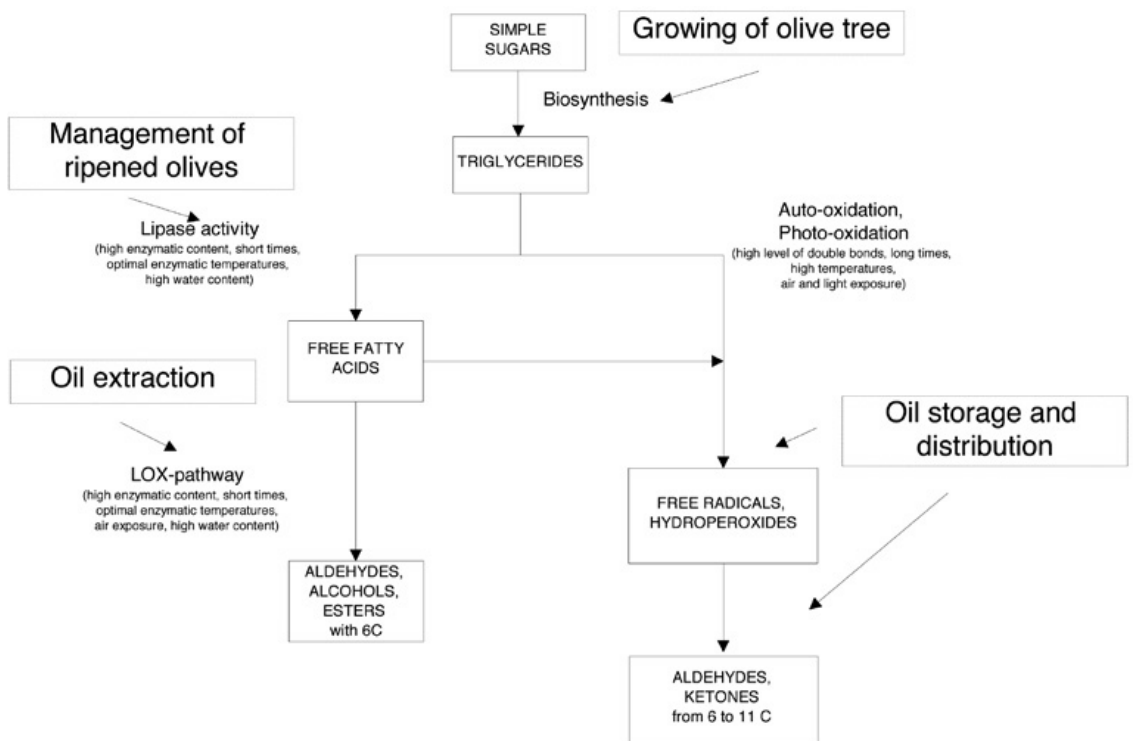 SIMPLE
SUGARS
Growing of olive tree
Biosynthesis
Management of
ripened olives
TRIGLYCERIDES
Lipase activity
(high enzymatic content, short times,
optimal enzymatic temperatures,
high water content)
Auto-oxidation,
Photo-oxidation
(high level of double bonds, long times,
high temperatures,
air and light exposure)
FREE FATTY
ACIDS
Oil extraction
Oil storage and
distribution
LOX-pathway
(high enzymatic content, short times,
optimal enzymatic temperatures,
air exposure, high water content)
FREE RADICALS,
HYDROPEROXIDES
ALDEHYDES,
ALCOHOLS,
ESTERS
with 6C
ALDEHYDES,
KETONES
from 6 to 11 C